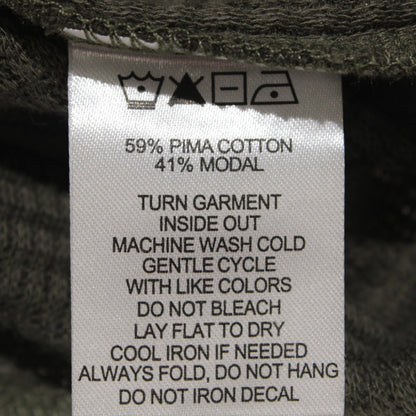 59% PIMA COTTON
41% MODAL
TURN GARMENT
INSIDE OUT
MACHINE WASH COLD
GENTLE CYCLE
WITH LIKE COLORS
DO NOT BLEACH
LAY FLAT TO DRY
COOL IRON IF NEEDED
ALWAYS FOLD, DO NOT HANG
DO NOT IRON DECAL